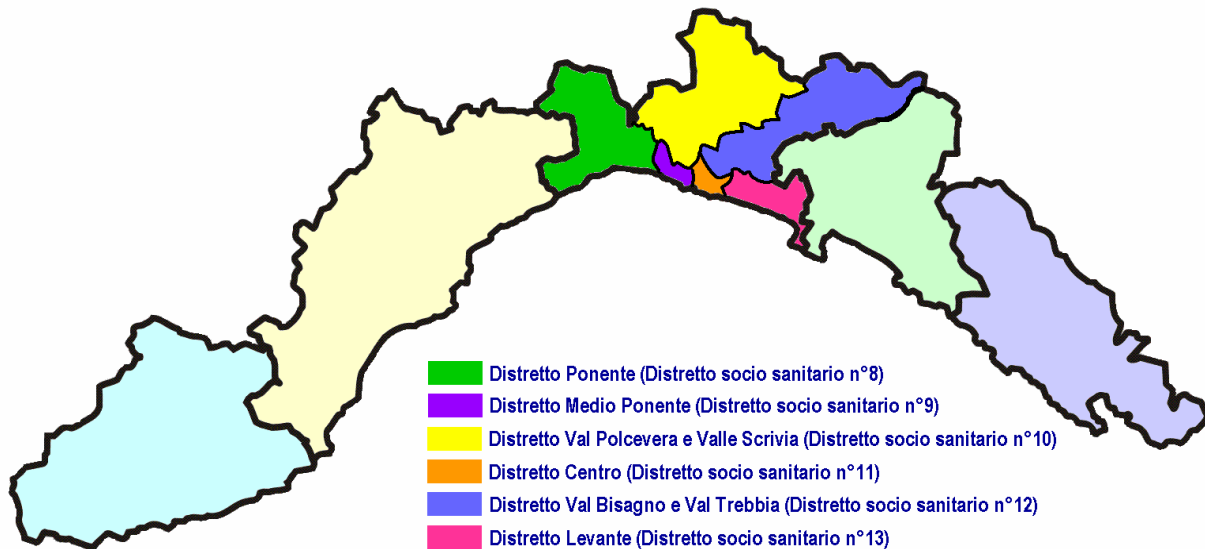 Distretto Ponente (Distretto socio sanitario n°8)
Distretto Medio Ponente (Distretto socio sanitario n°9)
Distretto Val Polcevera e Valle Scrivia (Distretto socio sanitario n°10)
Distretto Centro (Distretto socio sanitario n°11)
Distretto Val Bisagno e Val Trebbia (Distretto socio sanitario n°12)
Distretto Levante (Distretto socio sanitario n°13)